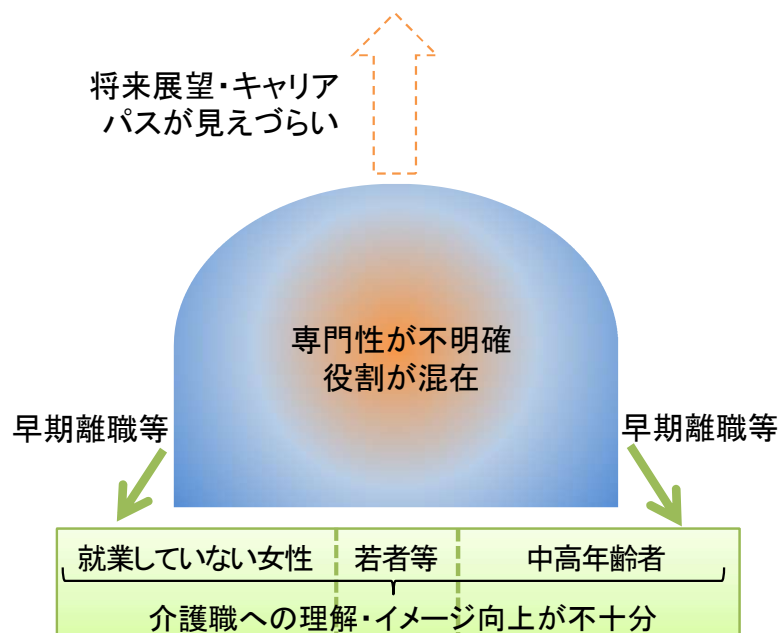 将来展望・キャリア
パスが見えづらい
専門性が不明確
役割が混在
早期離職等
早期離職等
就業していない女性
若者等
中高年齢者
介護職への理解・イメージ向上が不十分